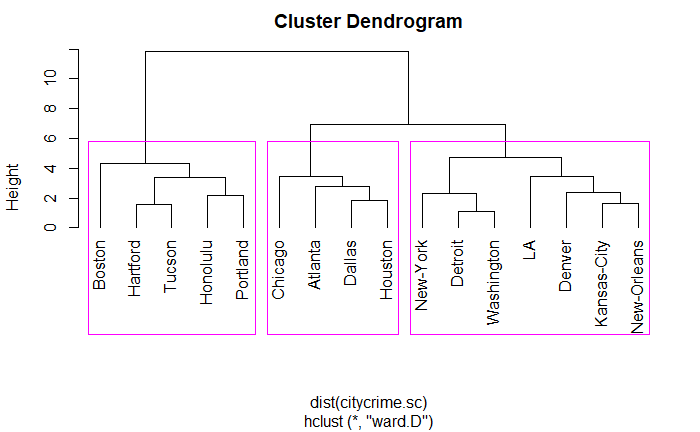 Cluster Dendrogram
Height
10
8
6
4
2
0
Boston
Hartford
Tucson
Honolulu
Portland
Chicago
Atlanta
Dallas
Houston
New-York
Detroit
Washington
LA
Denver
Kansas-City
New-Orleans
dist(citycrime.sc)
hclust (*, "ward.D")